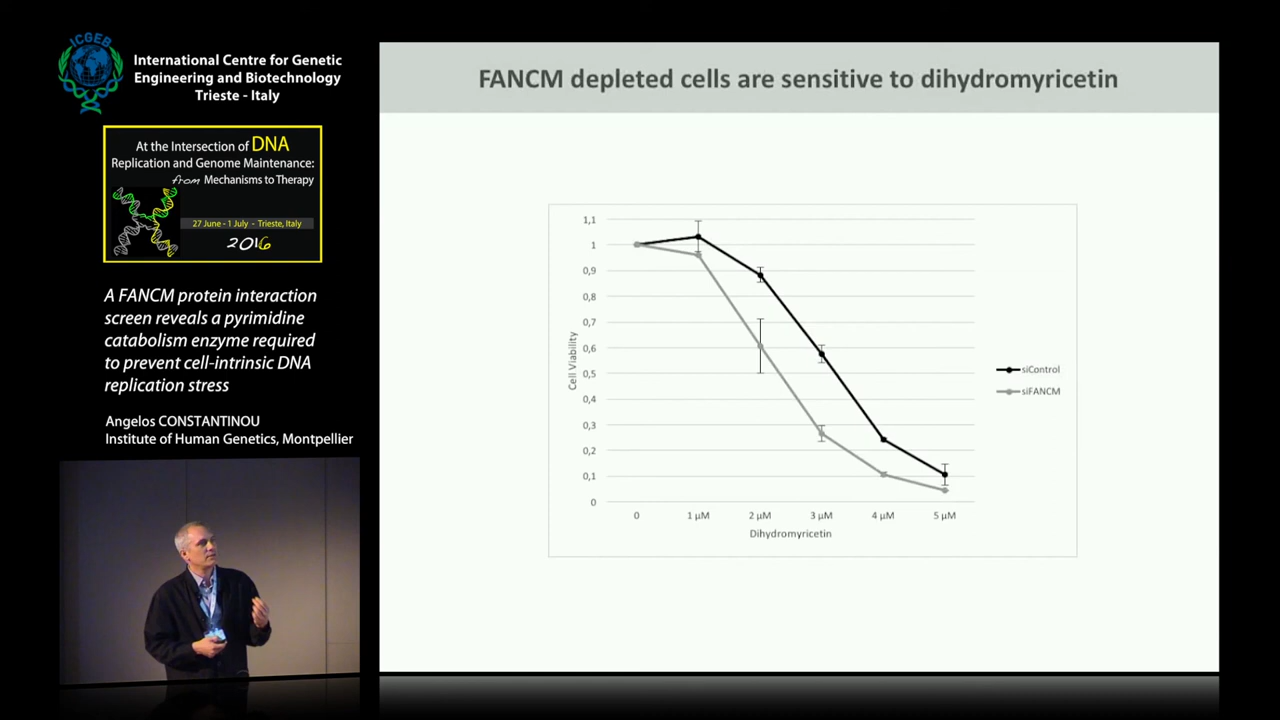 ICGEB
International Centre for Genetic
Engineering and Biotechnology
Trieste - Italy
At the Intersection of DNA
Replication and Genome Maintenance:
from Mechanisms to Therapy
27 June - 1 July - Trieste, Italy
2016
A FANCM protein interaction
screen reveals a pyrimidine
catabolism enzyme required
to prevent cell-intrinsic DNA
replication stress
Angelos CONSTANTINOU
Institute of Human Genetics, Montpellier
FANCM depleted cells are sensitive to dihydromyricetin
1,1
1
0,9
0,8
0,7
0,6
0,5
0,4
0,3
0,2
0,1
0
Cell Viability
0 1 µM 2 µM 3 µM 4 µM 5 µM
Dihydromyricetin
siControl
siFANCM